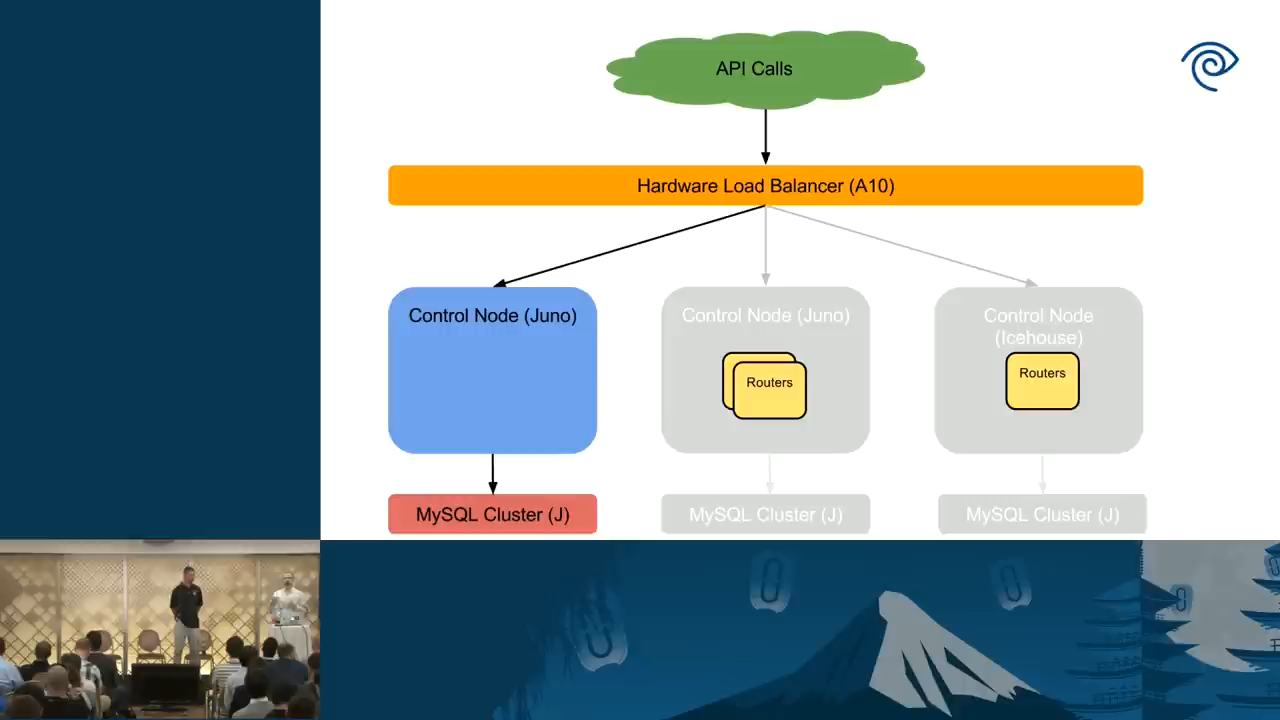 API Calls
Hardware Load Balancer (A10)
Control Node (Juno)
Control Node (Juno)
Control Node
(Icehouse)
Routers
Routers
MySQL Cluster (J)
MySQL Cluster (J)
MySQL Cluster (J)